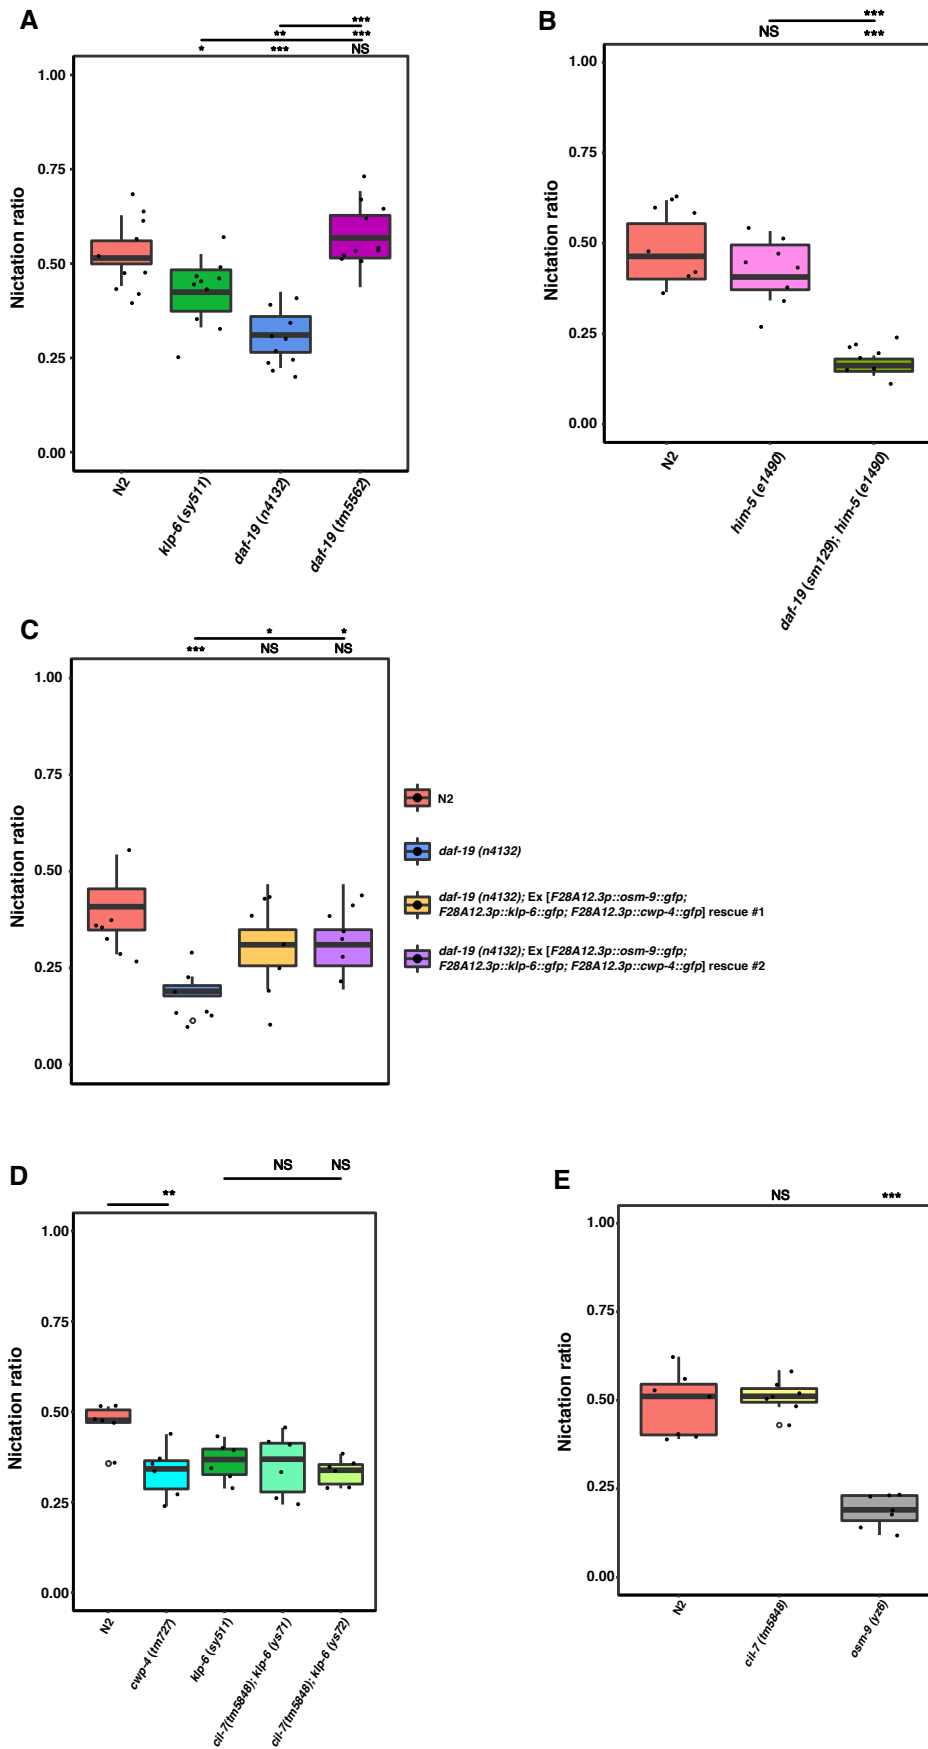 A
***
** ***
* *** NS
Nictation ratio
1.00
0.75
0.50
0.25
0.00
N2
klp-6 (sy511)
daf-19 (n4132)
daf-19 (tm5562)
B
***
NS ***
Nictation ratio
1.00
0.75
0.50
0.25
0.00
N2
him-5 (e1490)
daf-19 (sm129); him-5 (e1490)
C
* *
*** NS NS
Nictation ratio
1.00
0.75
0.50
0.25
0.00
N2
daf-19 (n4132)
daf-19 (n4132); Ex [F28A12.3p::osm-9::gfp;
F28A12.3p::klp-6::gfp; F28A12.3p::cwp-4::gfp] rescue #1
daf-19 (n4132); Ex [F28A12.3p::osm-9::gfp;
F28A12.3p::klp-6::gfp; F28A12.3p::cwp-4::gfp] rescue #2
D
NS NS
**
Nictation ratio
1.00
0.75
0.50
0.25
0.00
N2
cwp-4 (tm727)
klp-6 (sy511)
cil-7(tm5848); klp-6 (ys71)
cil-7(tm5848); klp-6 (ys72)
E
NS ***
Nictation ratio
1.00
0.75
0.50
0.25
0.00
N2
cil-7 (tm5848)
osm-9 (yz6)